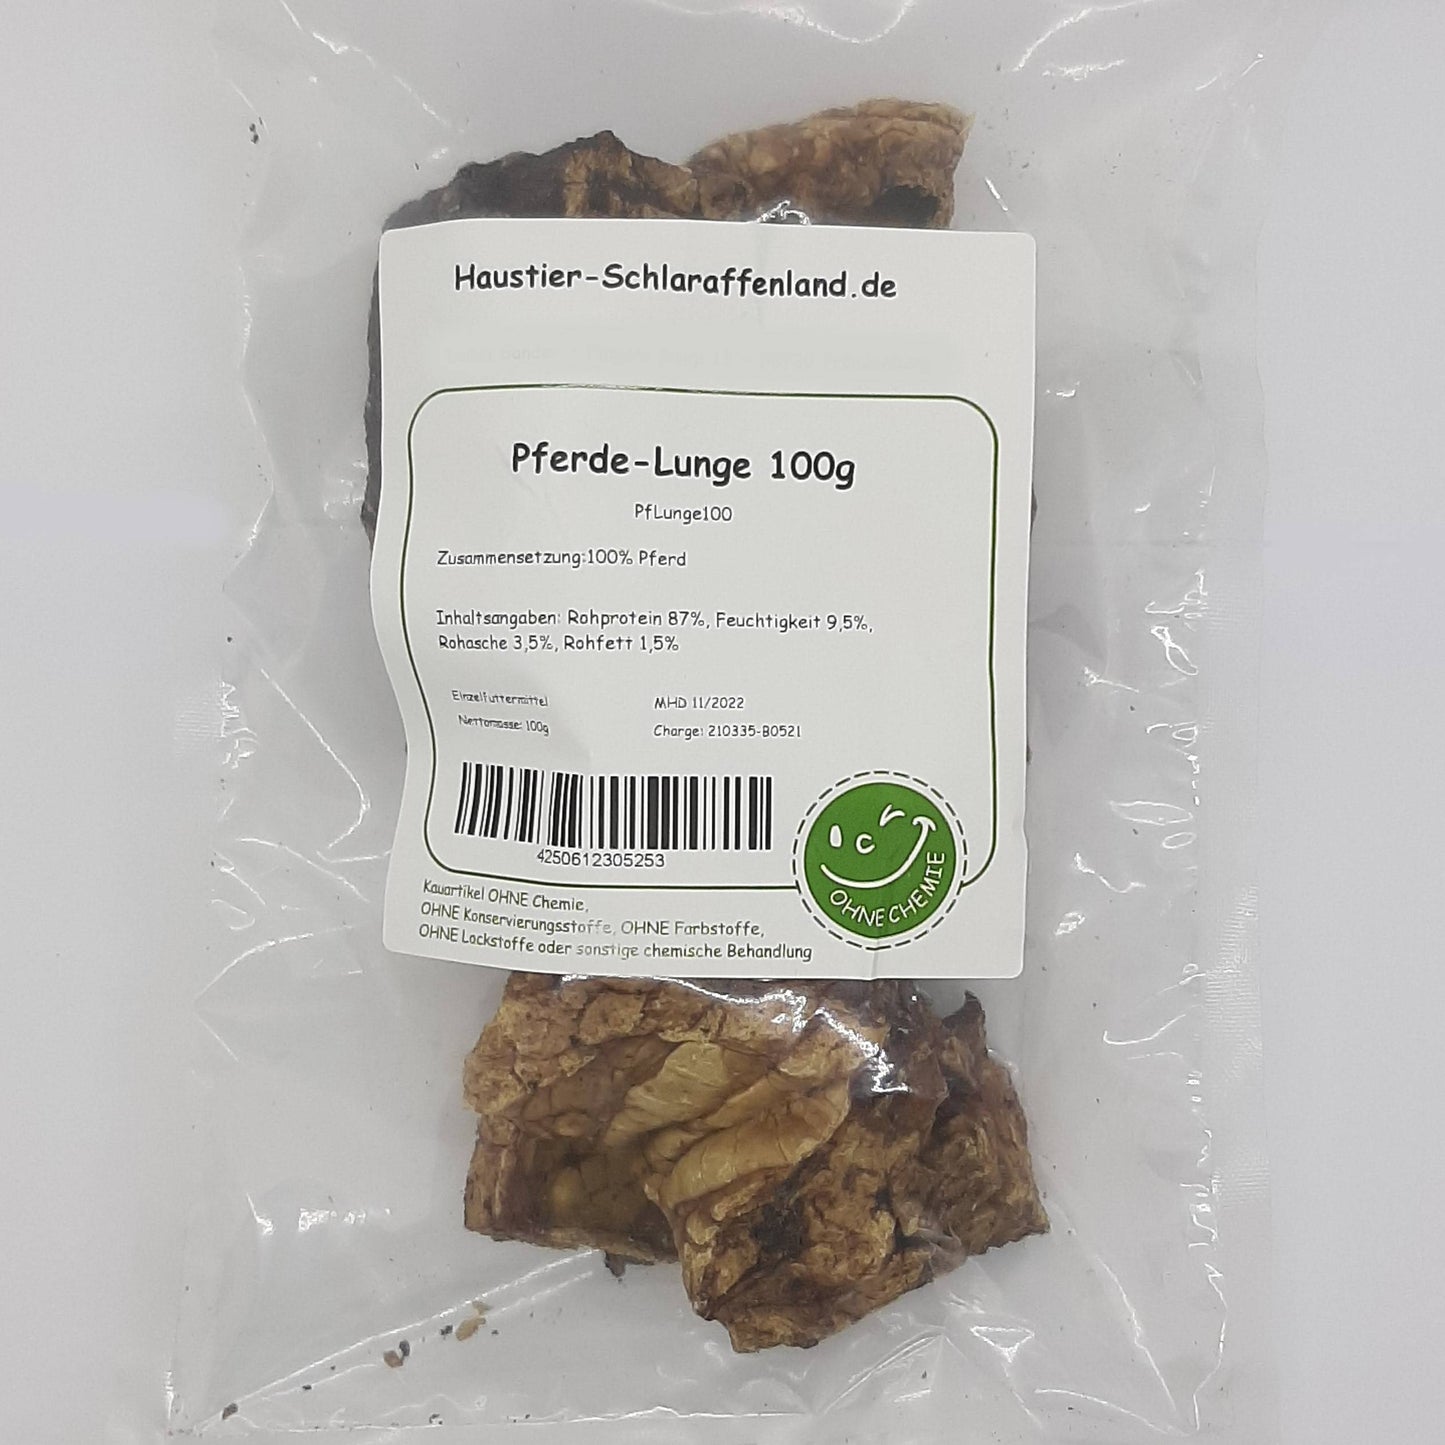 Haustier-Schlaraffenland.de
Pferde-Lunge 100g
PfLunge100
Zusammensetzung:100% Pferd
Inhaltsangaben: Rohprotein 87%, Feuchtigkeit 9,5%,
Rohasche 3,5%, Rohfett 1,5%
Einzelfuttermittel
MHD 11/2022
Nettomasse: 100g
Charge: 210335-B0521
4250612305253
OHNE CHEMIE
Kauartikel OHNE Chemie,
OHNE Konservierungsstoffe, OHNE Farbstoffe,
OHNE Lockstoffe oder sonstige chemische Behandlung